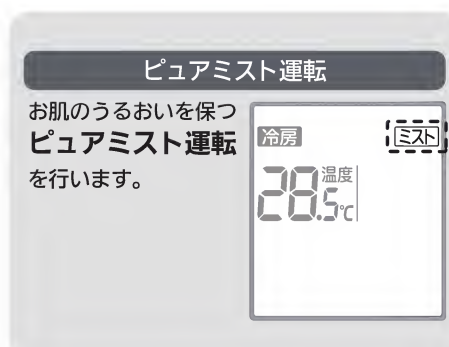 ピュアミスト運転
お肌のうるおいを保つ
ピュアミスト運転
を行います。
冷房
ミスト
温度
28.5℃